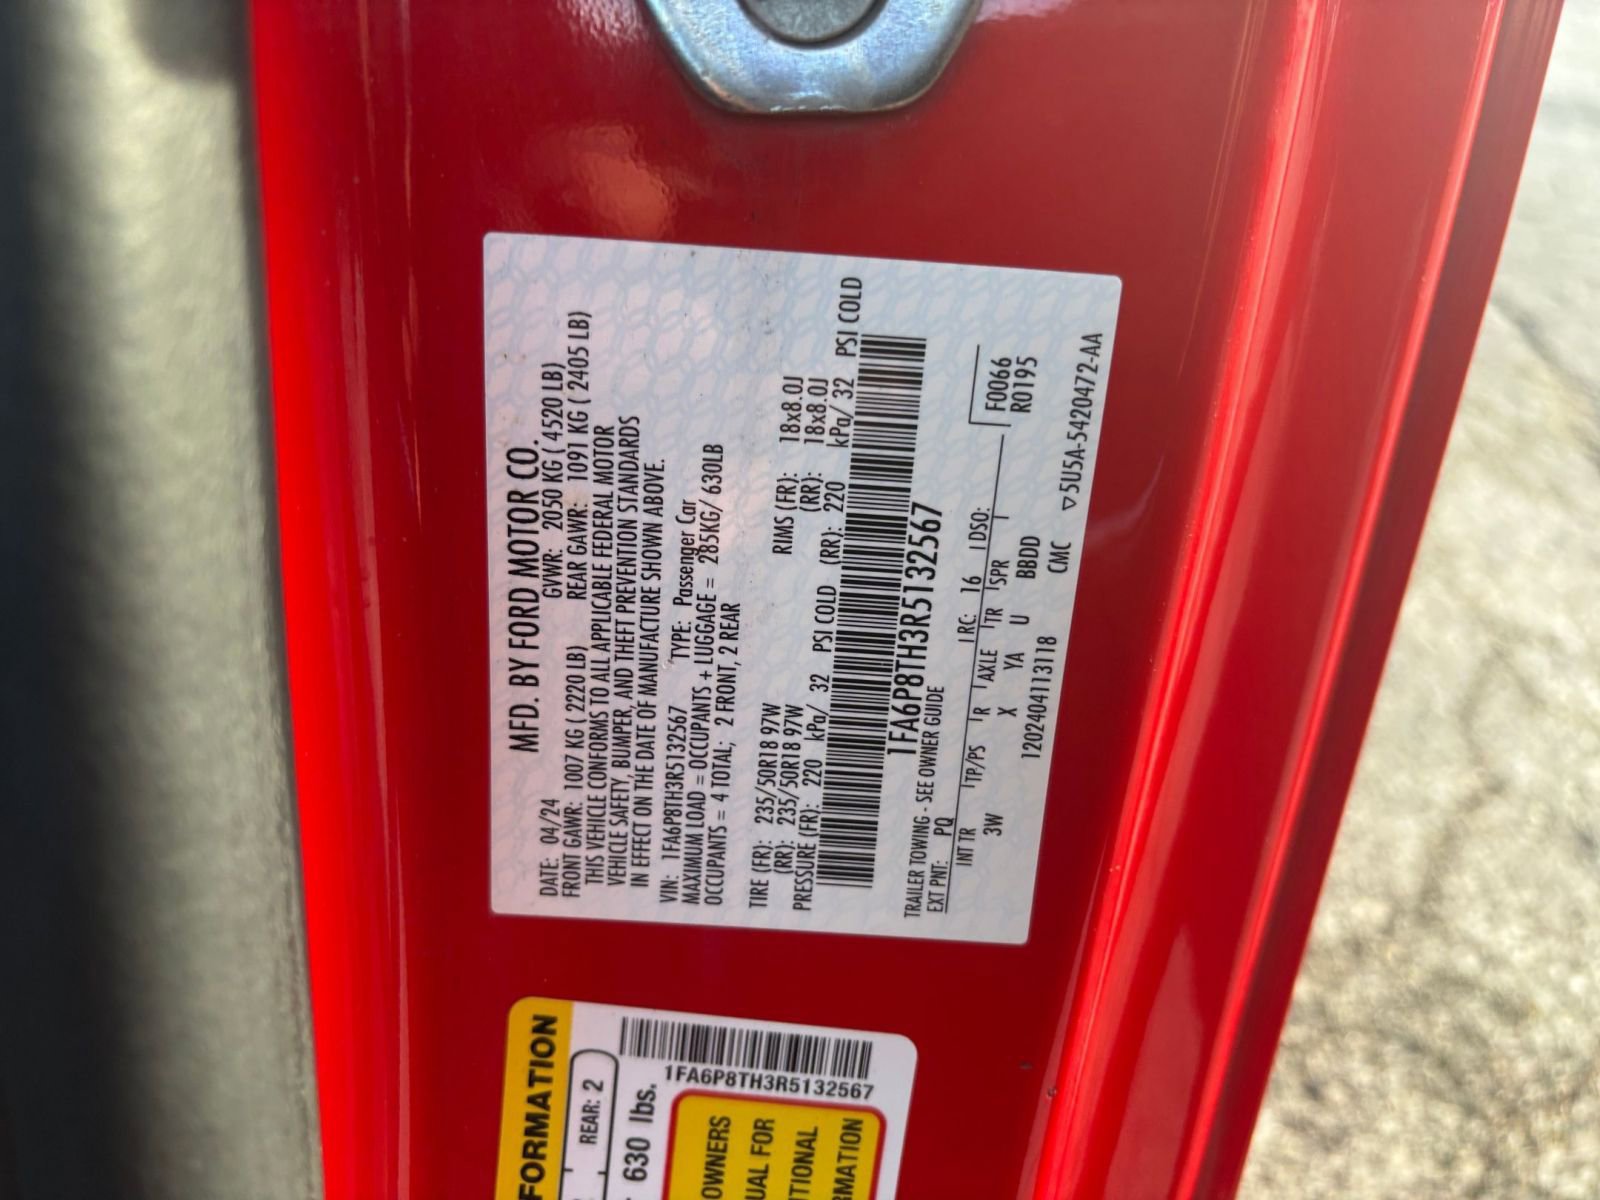 MFD. BY FORD MOTOR CO.
DATE: 04/24 GVWR: 2050 KG ( 4520 LB)
FRONT GAWR: 1007 KG ( 2220 LB) REAR GAWR: 1091 KG ( 2405 LB)
THIS VEHICLE CONFORMS TO ALL APPLICABLE FEDERAL MOTOR
VEHICLE SAFETY, BUMPER, AND THEFT PREVENTION STANDARDS
IN EFFECT ON THE DATE OF MANUFACTURE SHOWN ABOVE.
VIN: 1FA6P8TH3R5132567 TYPE: Passenger Car
MAXIMUM LOAD = OCCUPANTS + LUGGAGE = 285KG/ 630LB
OCCUPANTS = 4 TOTAL; 2 FRONT, 2 REAR
TIRE (FR): 235/50R18 97W RIMS (FR): 18x8.0J
(RR): 235/50R18 97W (RR): 18x8.0J
PRESSURE (FR): 220 kPa/ 32 PSI COLD (RR): 220 kPa/ 32 PSI COLD
1FA6P8TH3R5132567
TRAILER TOWING - SEE OWNER GUIDE
EXT PNT: PQ RC: 16 DSO: F0066
R0195
INT TR TP/PS R AXLE TR SPR
3W X YA U BBDD
1202404113118 CMC ▽5U5A-5420472-AA
FORMATION
REAR: 2
630 lbs.
1FA6P8TH3R5132567
OWNERS
UAL FOR
TIONAL
RMATION